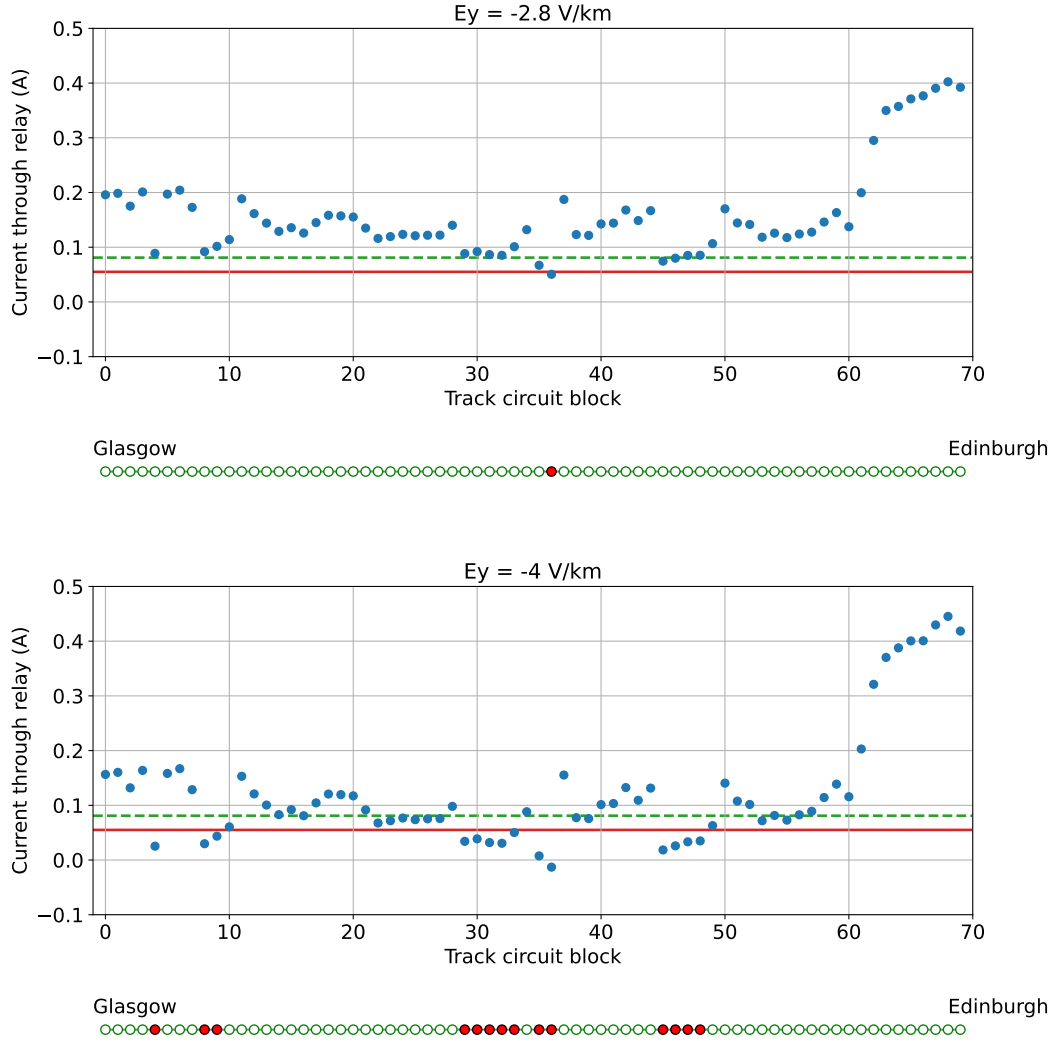 Ey = -2.8 V/km
0.5
0.4
0.3
0.2
0.1
0.0
−0.1
Current through relay (A)
0 10 20 30 40 50 60 70
Track circuit block
Glasgow Edinburgh
Ey = -4 V/km
0.5
0.4
0.3
0.2
0.1
0.0
−0.1
Current through relay (A)
0 10 20 30 40 50 60 70
Track circuit block
Glasgow Edinburgh